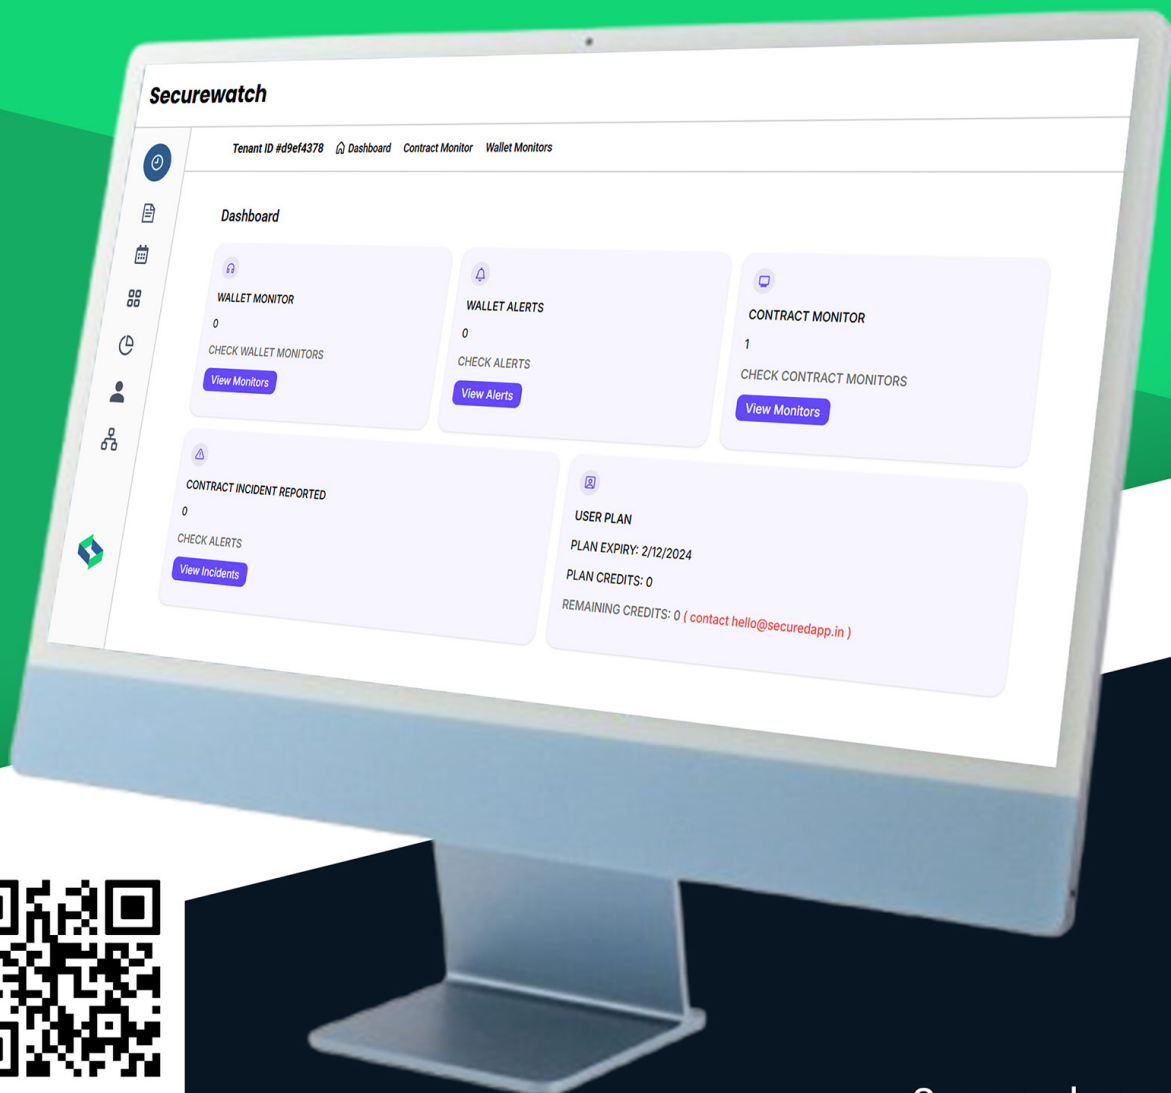 Securewatch
Tenant ID #d9ef4378 Dashboard Contract Monitor Wallet Monitors
Dashboard
WALLET MONITOR
0
CHECK WALLET MONITORS
View Monitors
WALLET ALERTS
0
CHECK ALERTS
View Alerts
CONTRACT MONITOR
1
CHECK CONTRACT MONITORS
View Monitors
CONTRACT INCIDENT REPORTED
0
CHECK ALERTS
View Incidents
USER PLAN
PLAN EXPIRY: 2/12/2024
PLAN CREDITS: 0
REMAINING CREDITS: 0 ( contact hello@securedapp.in )